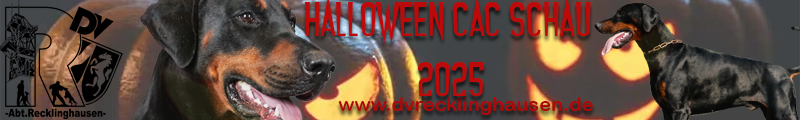 DV
-Abt.Recklinghausen-
HALLOWEEN CAC SCHAU
2025
www.dvrecklinghausen.de